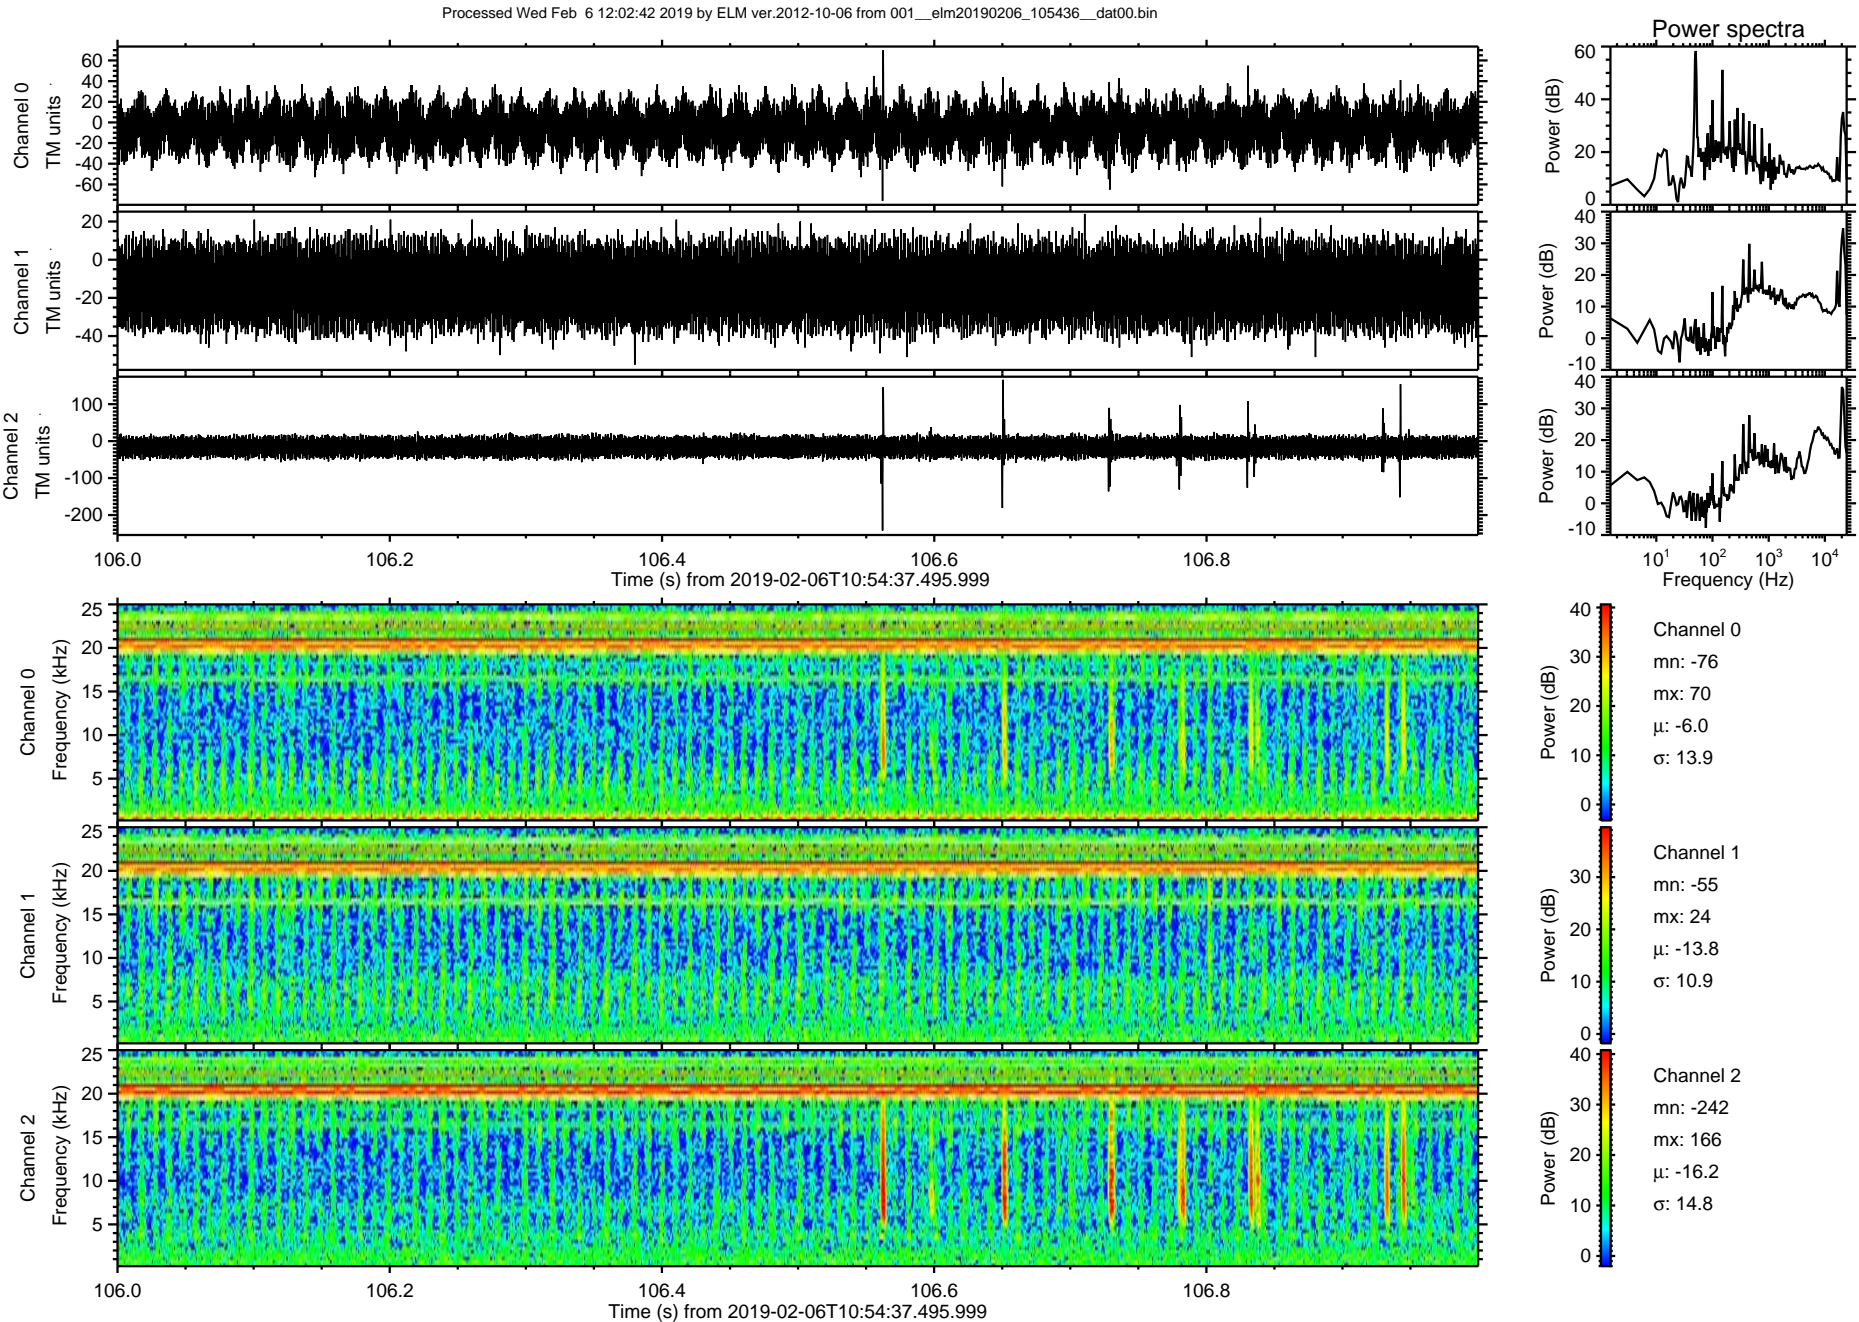 Processed Wed Feb  6 12:02:42 2019 by ELM ver.2012-10-06 from 001__elm20190206_105436__dat00.bin
Power spectra
Channel 0
TM units
60
40
20
0
-20
-40
-60
Power (dB)
60
40
20
0
Channel 1
TM units
20
0
-20
-40
Power (dB)
40
30
20
10
0
-10
Channel 2
TM units
100
0
-100
-200
Power (dB)
40
30
20
10
0
-10
106.0 106.2 106.4 106.6 106.8
Time (s) from 2019-02-06T10:54:37.495.999
10^1 10^2 10^3 10^4
Frequency (Hz)
Channel 0
Frequency (kHz)
25
20
15
10
5
Power (dB)
40
30
20
10
0
Channel 0
mn: -76
mx: 70
μ: -6.0
σ: 13.9
Channel 1
Frequency (kHz)
25
20
15
10
5
Power (dB)
30
20
10
0
Channel 1
mn: -55
mx: 24
μ: -13.8
σ: 10.9
Channel 2
Frequency (kHz)
25
20
15
10
5
Power (dB)
40
30
20
10
0
Channel 2
mn: -242
mx: 166
μ: -16.2
σ: 14.8
106.0 106.2 106.4 106.6 106.8
Time (s) from 2019-02-06T10:54:37.495.999